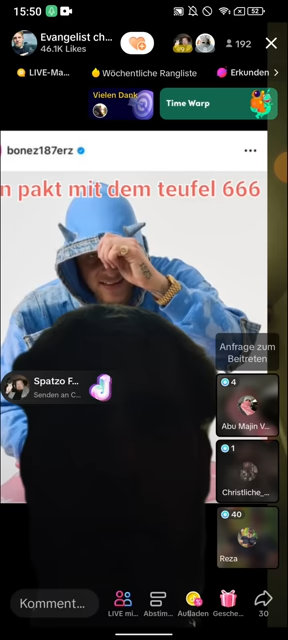 15:50
52
Evangelist ch...
46.1K Likes
192
LIVE-Ma...
Wöchentliche Rangliste
Erkunden
Vielen Dank
Time Warp
bonez187erz
n pakt mit dem teufel 666
Anfrage zum
Beitreten
4
Abu Majin V...
Spatzo F...
Senden an C...
1
Christliche_...
40
Reza
Komment...
LIVE mi...
Abstim...
Aufladen
Gesche...
30